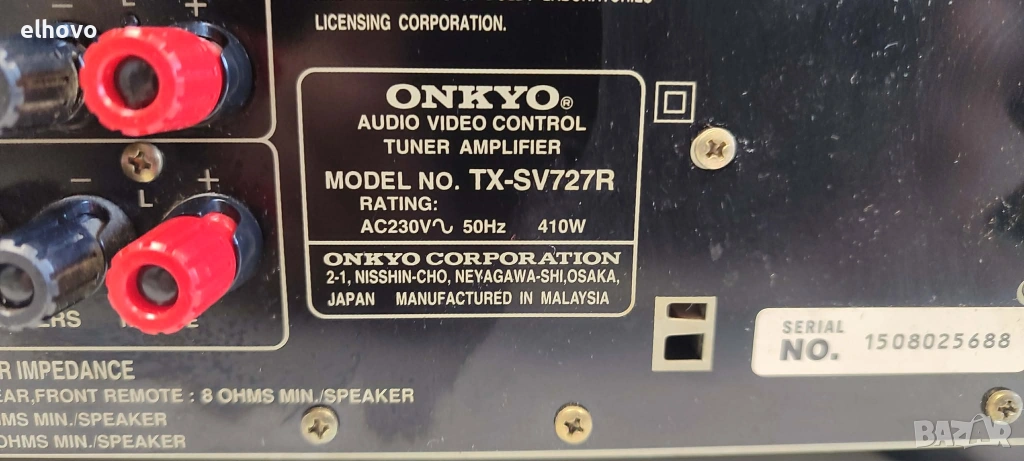 elhovo
LABORATORIES
LICENSING CORPORATION.
− L +
ONKYO®
AUDIO VIDEO CONTROL
TUNER AMPLIFIER
MODEL NO. TX-SV727R
RATING:
AC230V∿ 50Hz 410W
ONKYO CORPORATION
2-1, NISSHIN-CHO, NEYAGAWA-SHI,OSAKA,
JAPAN MANUFACTURED IN MALAYSIA
− L +
SERIAL
NO. 1508025688
IMPEDANCE
FRONT REMOTE : 8 OHMS MIN./SPEAKER
MIN./SPEAKER
OHMS MIN./SPEAKER
BAZAR